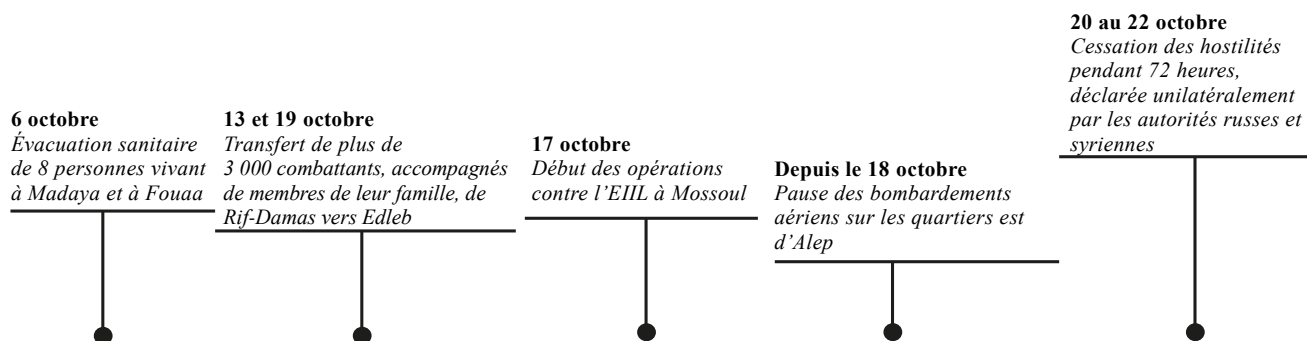 6 octobre
Évacuation sanitaire
de 8 personnes vivant
à Madaya et à Fouaa
13 et 19 octobre
Transfert de plus de
3 000 combattants, accompagnés
de membres de leur famille, de
Rif-Damas vers Edleb
17 octobre
Début des opérations
contre l’EIIL à Mossoul
Depuis le 18 octobre
Pause des bombardements
aériens sur les quartiers est
d’Alep
20 au 22 octobre
Cessation des hostilités
pendant 72 heures,
déclarée unilatéralement
par les autorités russes et
syriennes